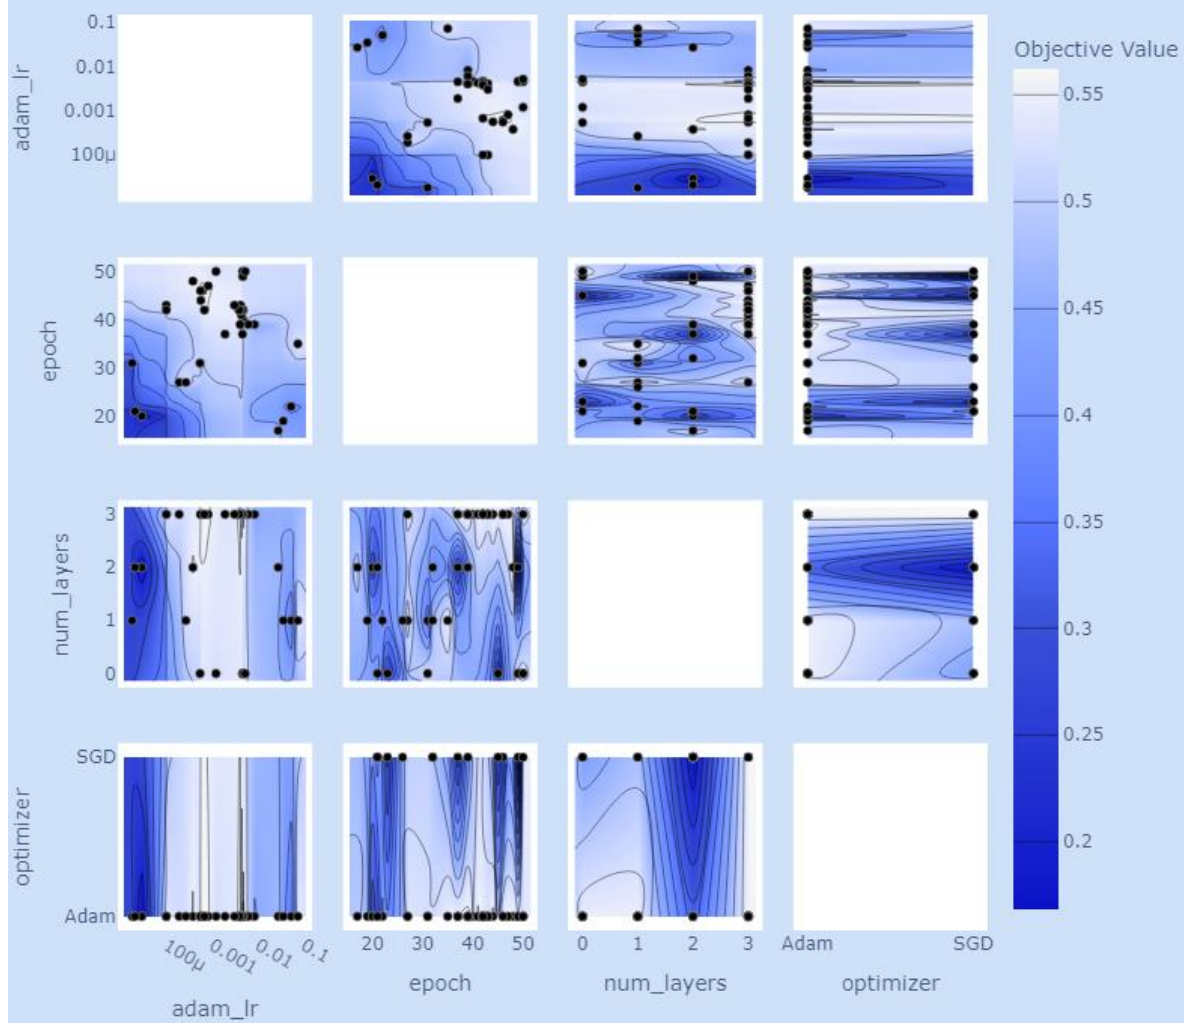 Objective Value
0.55
0.5
0.45
0.4
0.35
0.3
0.25
0.2
adam_lr
0.1
0.01
0.001
100μ
epoch
50
40
30
20
num_layers
3
2
1
0
optimizer
SGD
Adam
100μ
0.001
0.01
0.1
adam_lr
20 30 40 50
epoch
0 1 2 3
num_layers
Adam SGD
optimizer